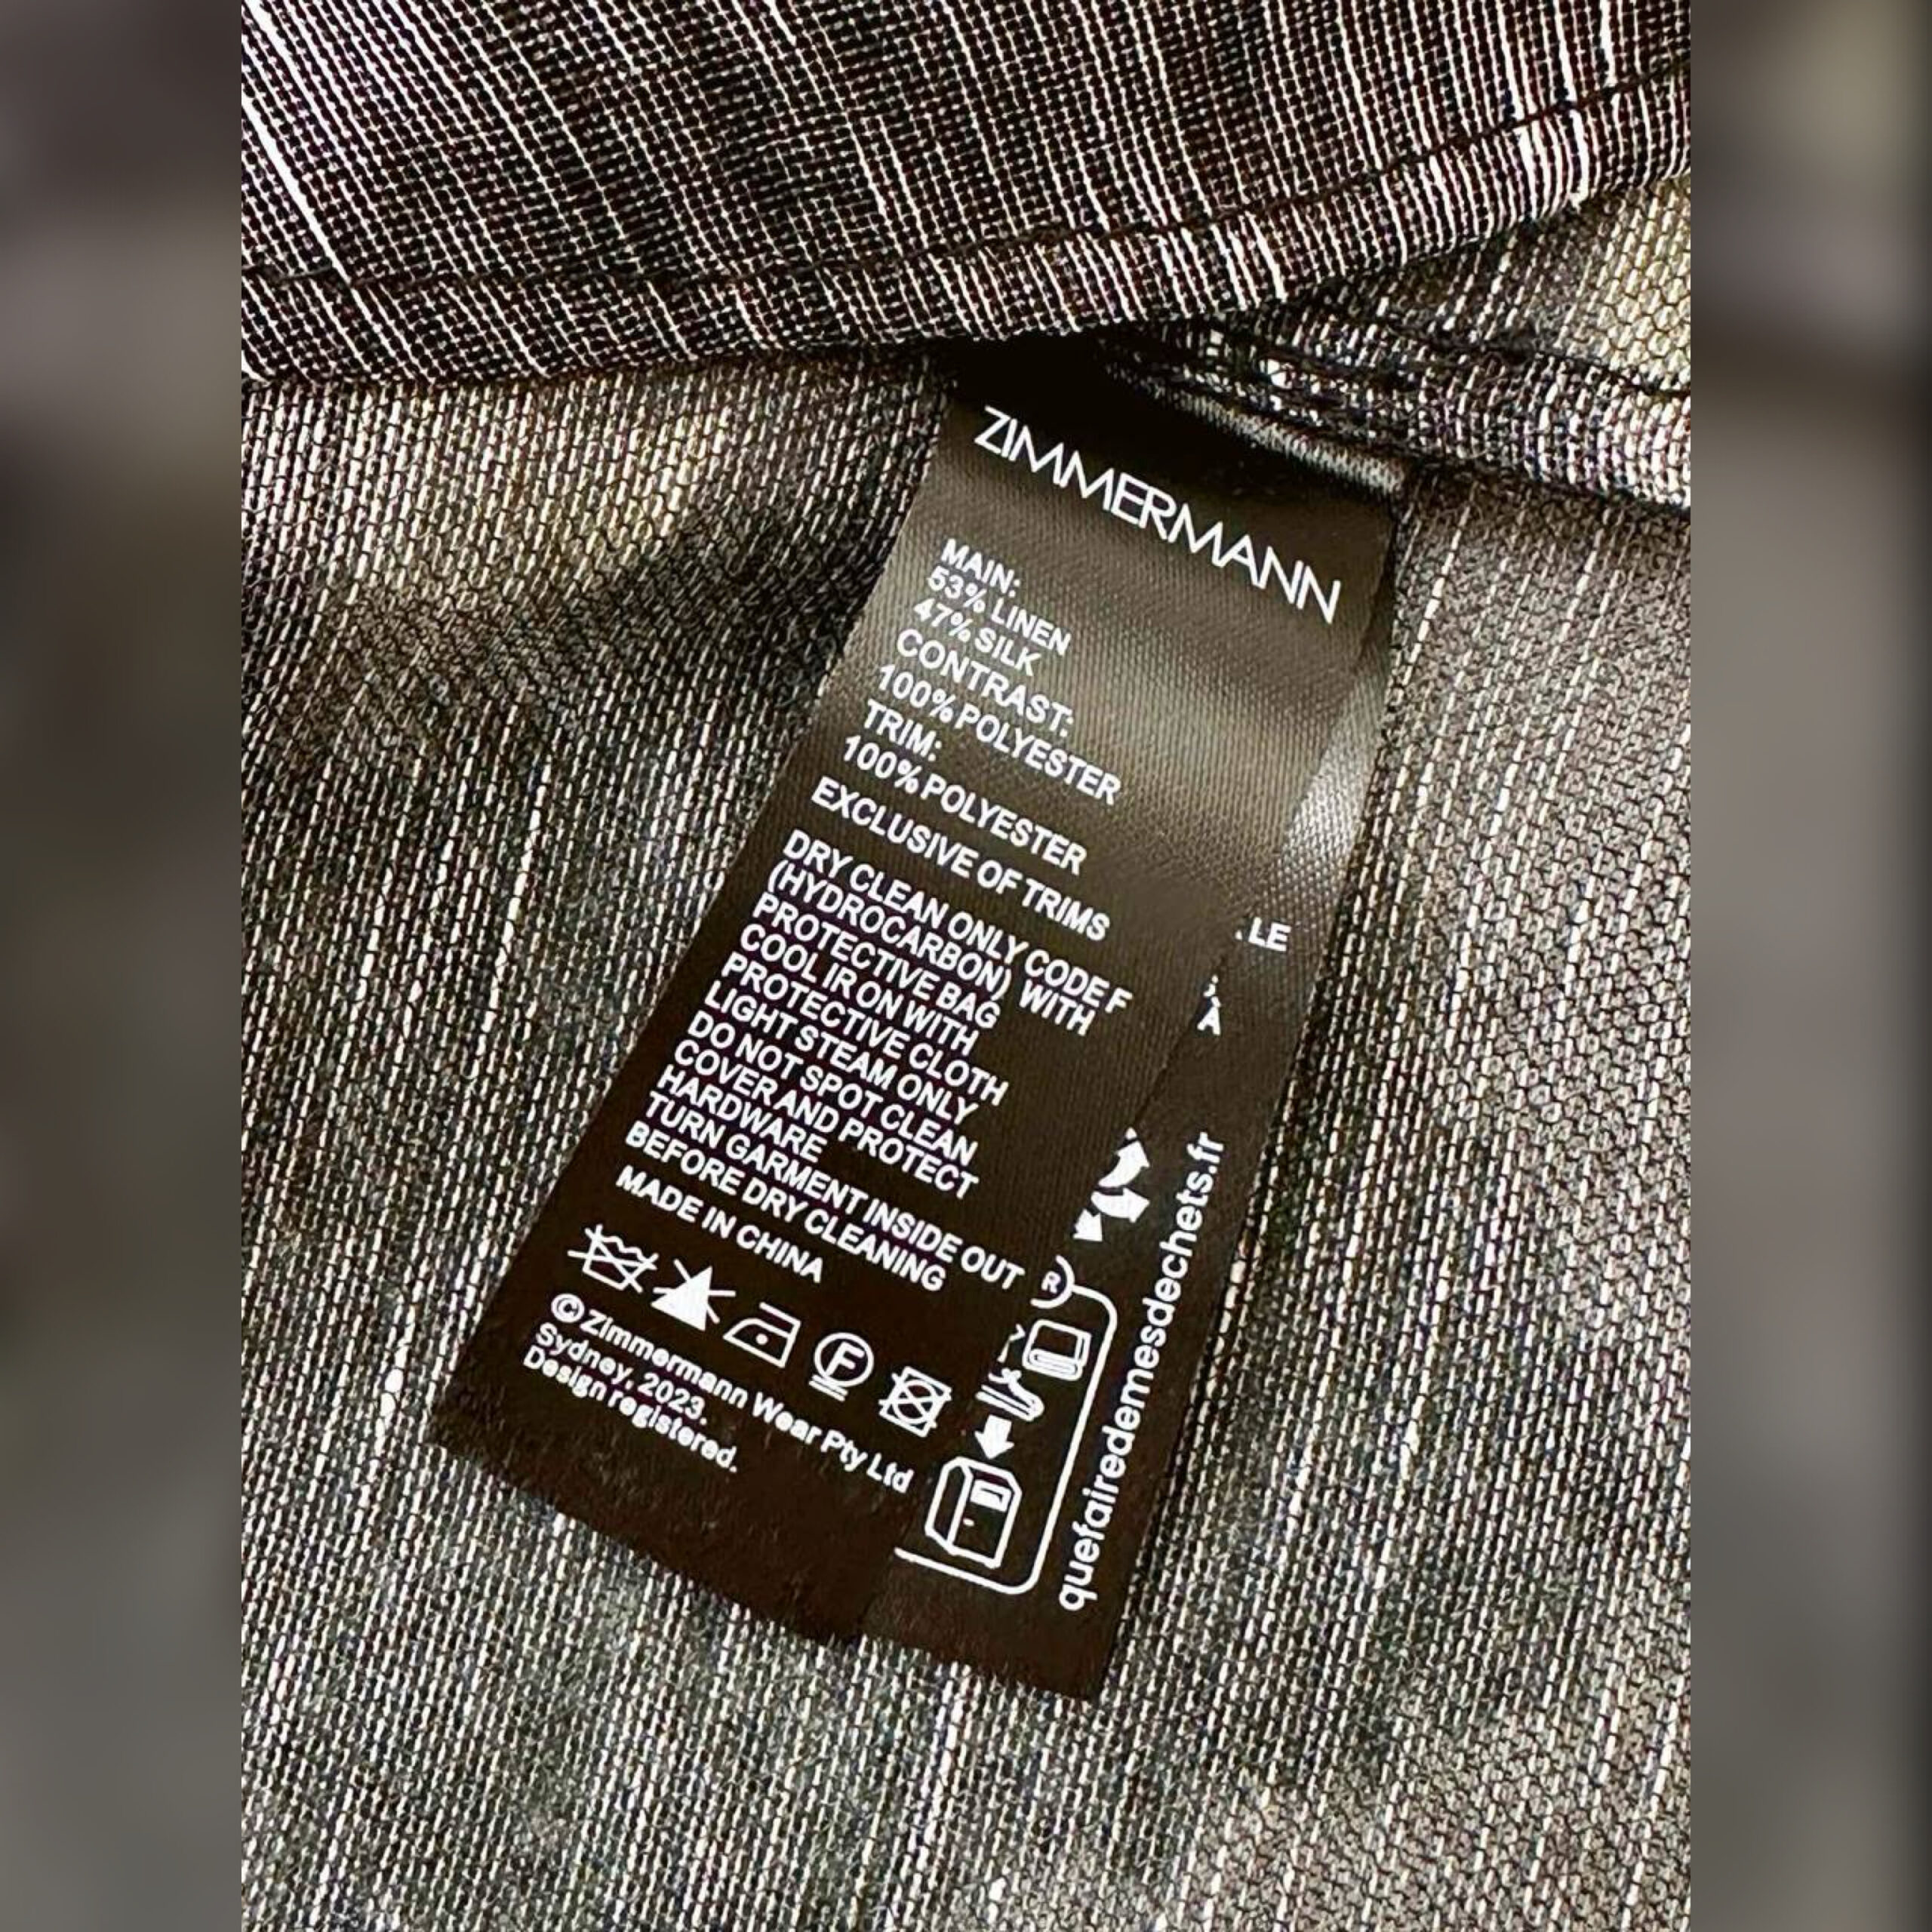 ZIMMERMANN
MAIN:
53% LINEN
47% SILK
CONTRAST:
100% POLYESTER
TRIM:
100% POLYESTER
EXCLUSIVE OF TRIMS
DRY CLEAN ONLY CODE F
(HYDROCARBON) WITH
PROTECTIVE BAG
COOL IRON WITH
PROTECTIVE CLOTH
LIGHT STEAM ONLY
DO NOT SPOT CLEAN
COVER AND PROTECT
HARDWARE
TURN GARMENT INSIDE OUT
BEFORE DRY CLEANING
MADE IN CHINA
F
©Zimmermann Wear Pty Ltd
Sydney, 2023.
Design registered.
LE
A
R
quefairedemesdechets.fr